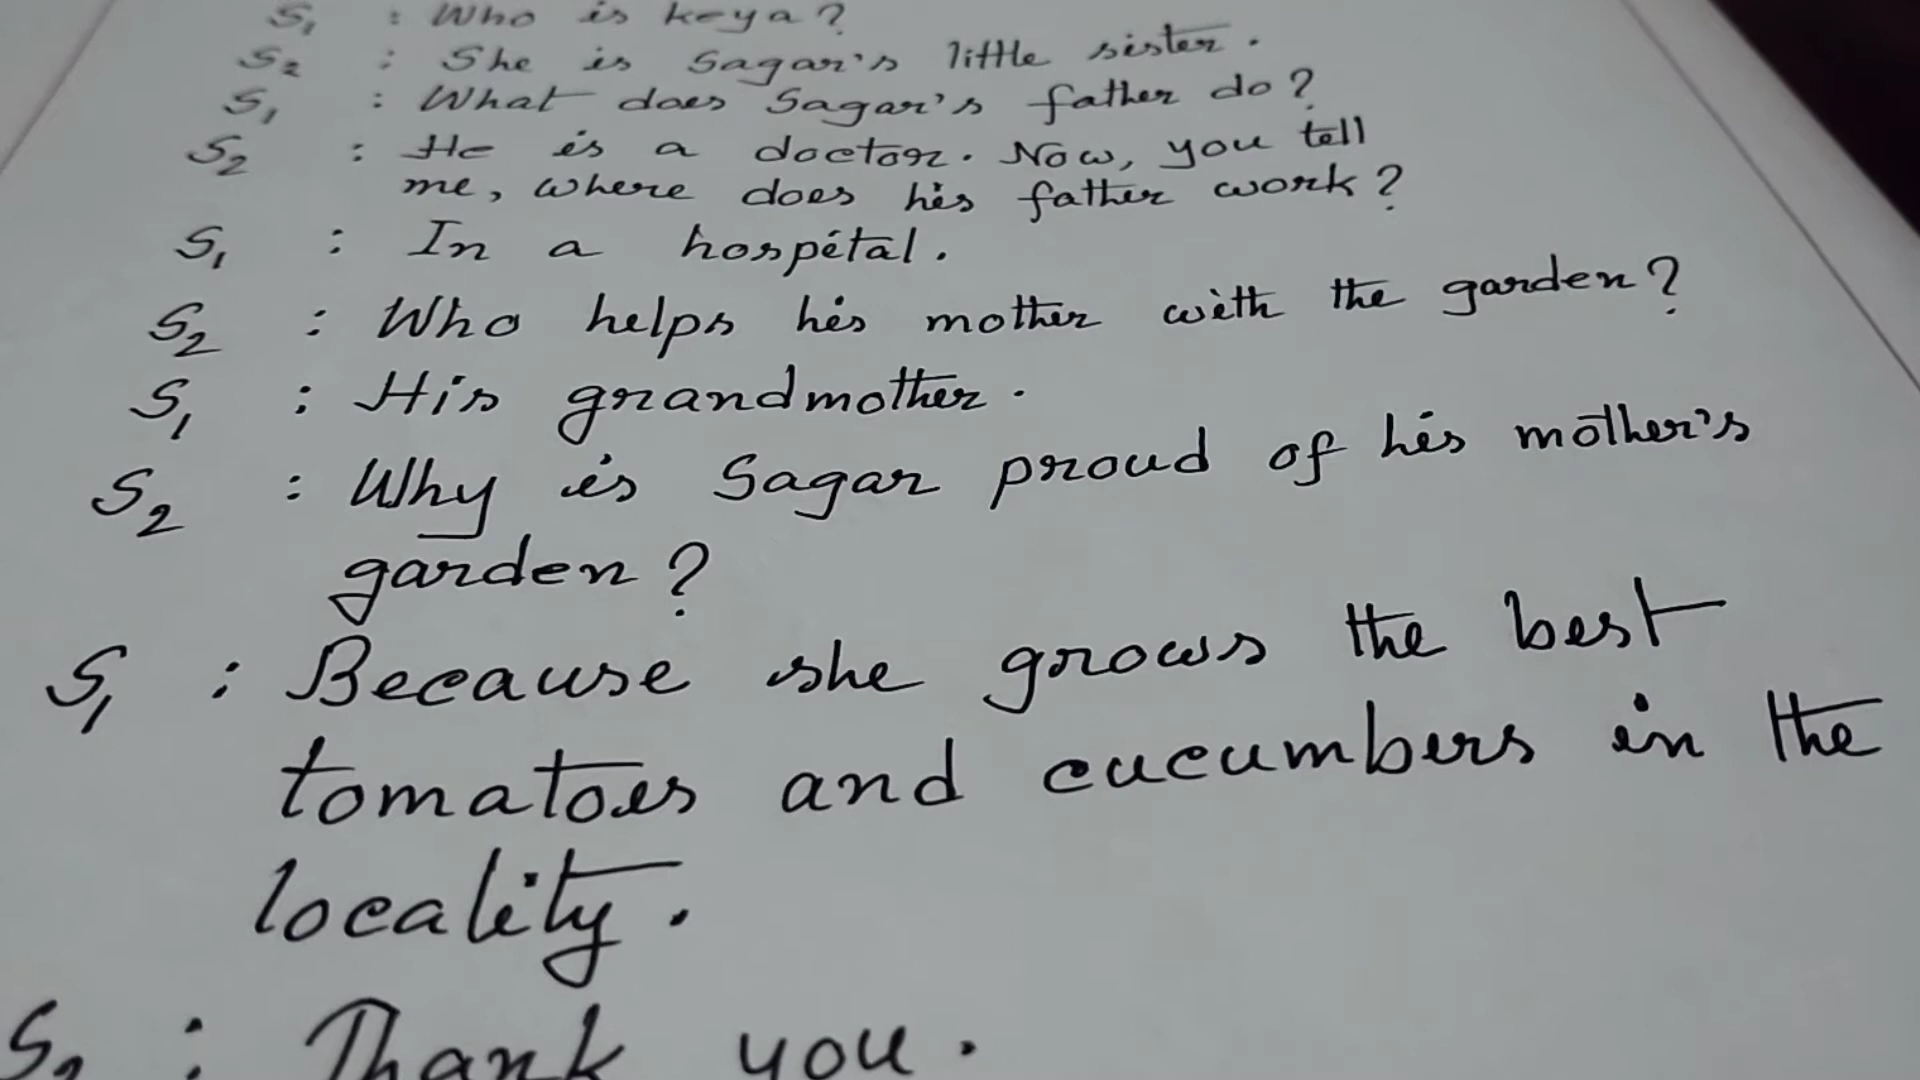 S₁ : Who is keya?
S₂ : She is Sagar's little sister.
S₁ : What does Sagar's father do?
S₂ : He is a doctor. Now, you tell
me, where does his father work?
S₁ : In a hospital.
S₂ : Who helps his mother with the garden?
S₁ : His grandmother.
S₂ : Why is Sagar proud of his mother's
garden?
S₁ : Because she grows the best
tomatoes and cucumbers in the
locality.
S₂ : Thank you.